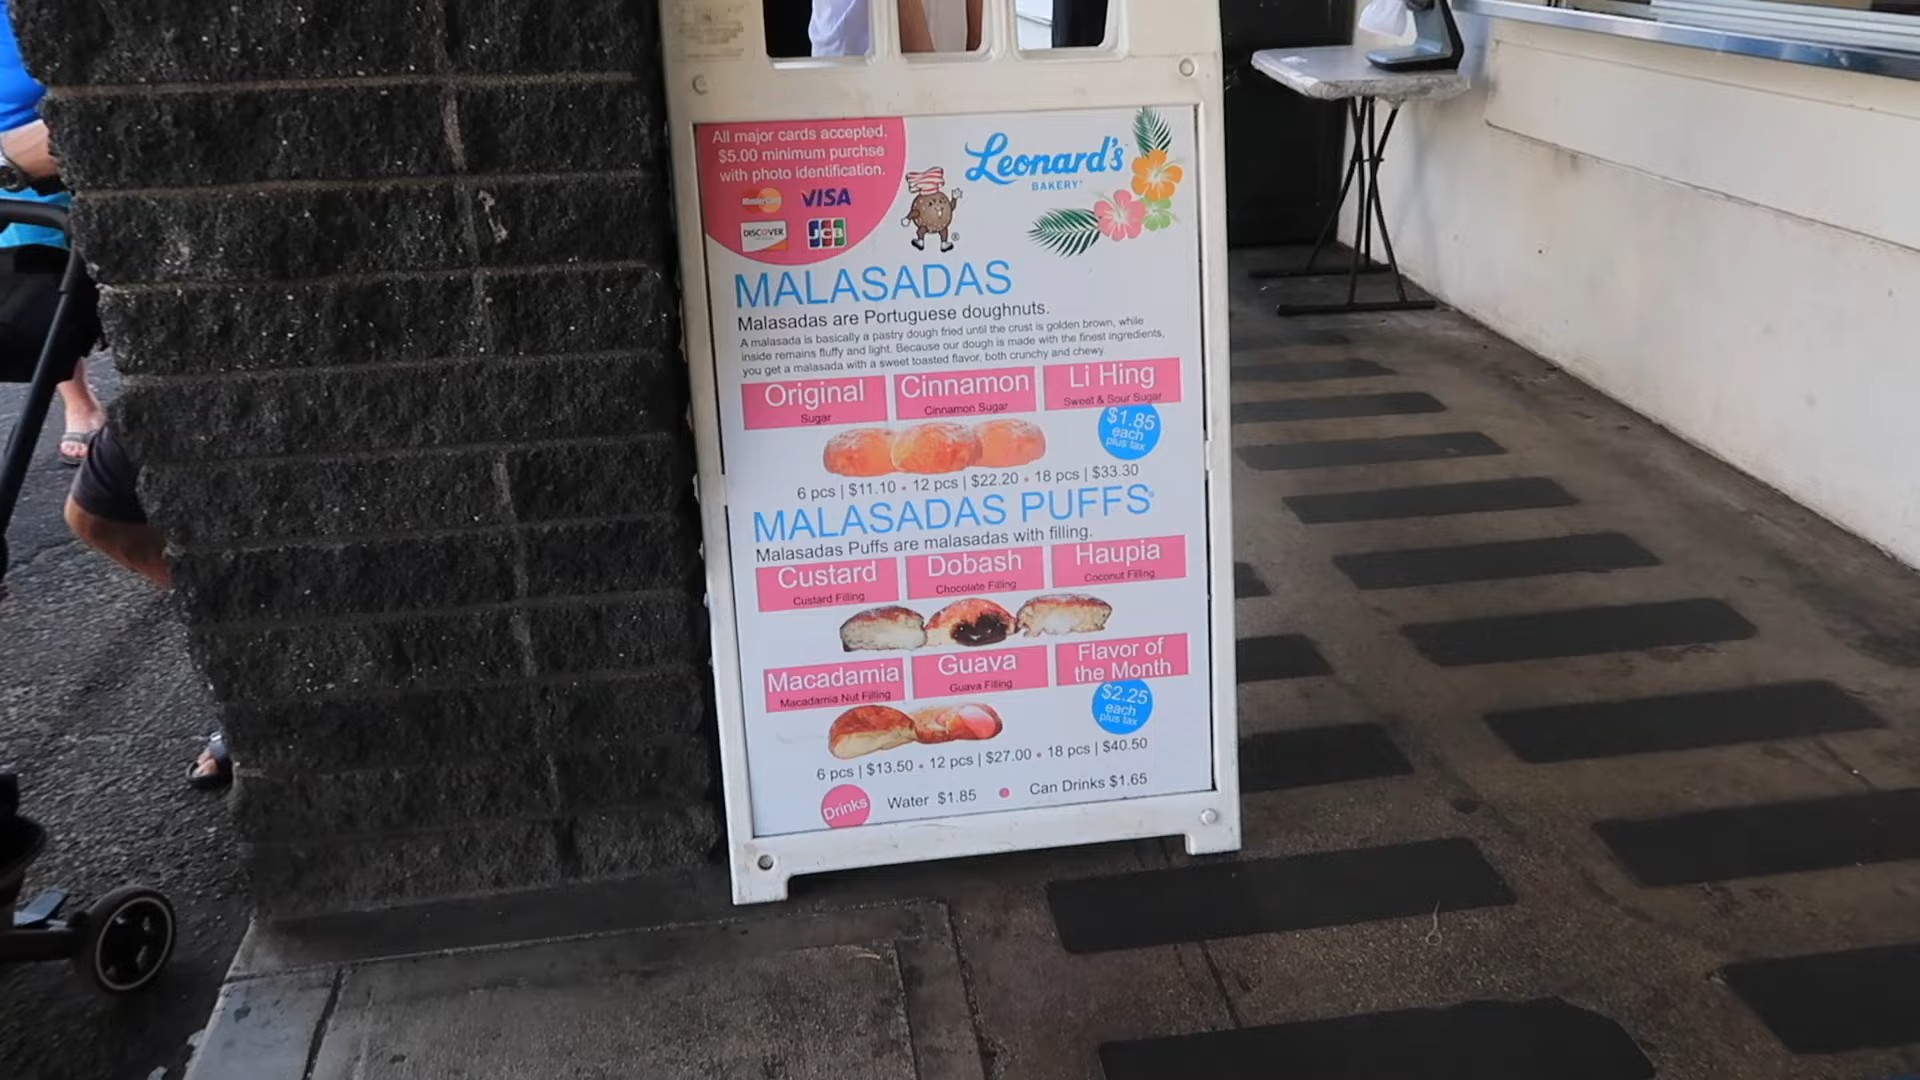 All major cards accepted.
$5.00 minimum purchse
with photo identification.
MasterCard
VISA
DISCOVER
JCB
Leonard's
BAKERY
MALASADAS
Malasadas are Portuguese doughnuts.
A malasada is basically a pastry dough fried until the crust is golden brown, while
inside remains fluffy and light. Because our dough is made with the finest ingredients,
you get a malasada with a sweet toasted flavor, both crunchy and chewy.
Original
Sugar
Cinnamon
Cinnamon Sugar
Li Hing
Sweet & Sour Sugar
$1.85
each
plus tax
6 pcs | $11.10 • 12 pcs | $22.20 • 18 pcs | $33.30
MALASADAS PUFFS®
Malasadas Puffs are malasadas with filling.
Custard
Custard Filling
Dobash
Chocolate Filling
Haupia
Coconut Filling
Macadamia
Macadamia Nut Filling
Guava
Guava Filling
Flavor of
the Month
$2.25
each
plus tax
6 pcs | $13.50 • 12 pcs | $27.00 • 18 pcs | $40.50
Drinks
Water $1.85 • Can Drinks $1.65